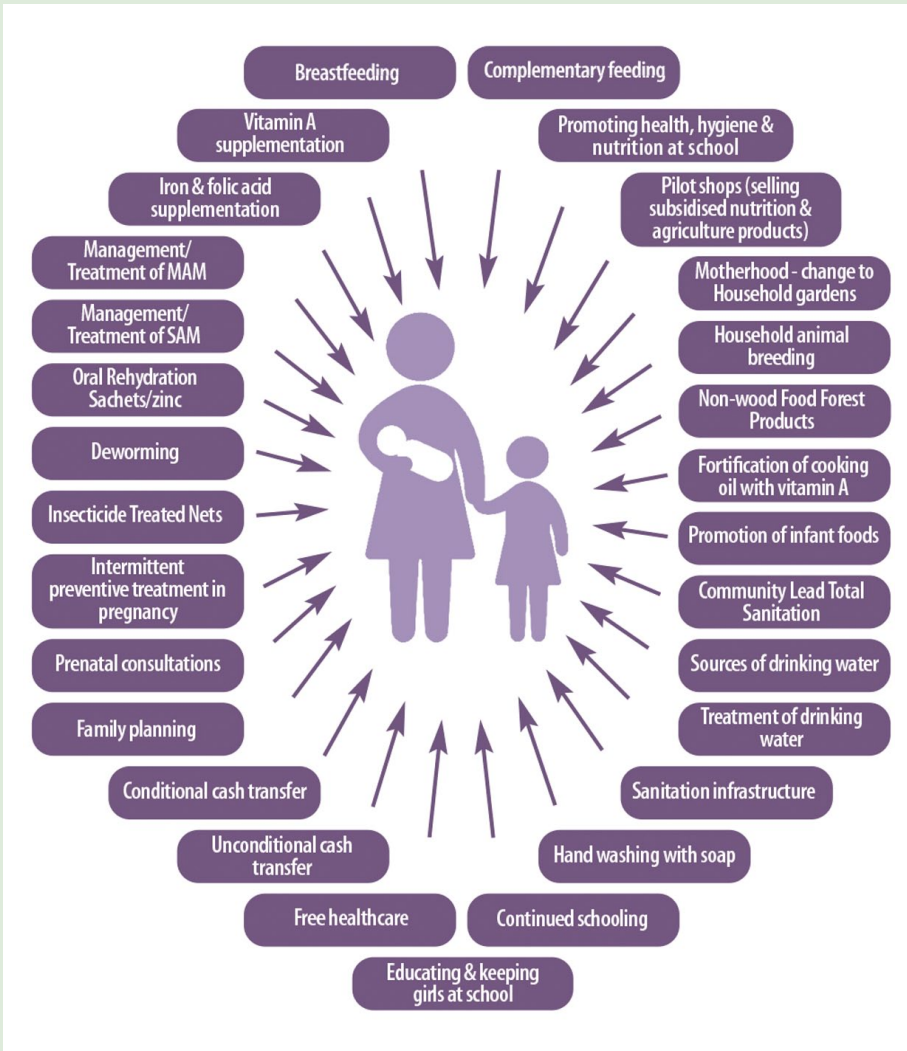 Breastfeeding
Complementary feeding
Vitamin A
supplementation
Promoting health, hygiene &
nutrition at school
Iron & folic acid
supplementation
Pilot shops (selling
subsidised nutrition &
agriculture products)
Management/
Treatment of MAM
Motherhood - change to
Household gardens
Management/
Treatment of SAM
Household animal
breeding
Oral Rehydration
Sachets/zinc
Non-wood Food Forest
Products
Deworming
Fortification of cooking
oil with vitamin A
Insecticide Treated Nets
Promotion of infant foods
Intermittent
preventive treatment in
pregnancy
Community Lead Total
Sanitation
Prenatal consultations
Sources of drinking water
Family planning
Treatment of drinking
water
Conditional cash transfer
Sanitation infrastructure
Unconditional cash
transfer
Hand washing with soap
Free healthcare
Continued schooling
Educating & keeping
girls at school